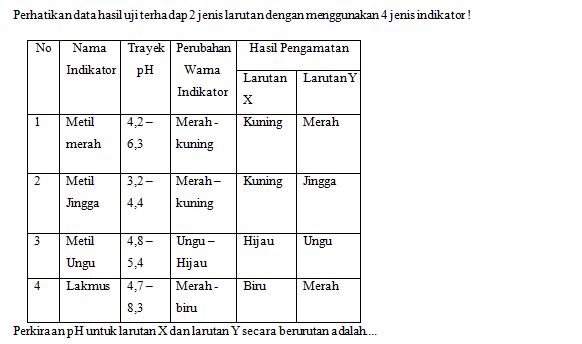 Perhatikan data hasil uji terhadap 2 jenis larutan dengan menggunakan 4 jenis indikator !
No Nama Indikator Trayek pH Perubahan Warna Indikator Hasil Pengamatan
Larutan X Larutan Y
1 Metil merah 4,2 – 6,3 Merah - kuning Kuning Merah
2 Metil Jingga 3,2 – 4,4 Merah – kuning Kuning Jingga
3 Metil Ungu 4,8 – 5,4 Ungu – Hijau Hijau Ungu
4 Lakmus 4,7 – 8,3 Merah - biru Biru Merah
Perkiraan pH untuk larutan X dan larutan Y secara berurutan adalah....